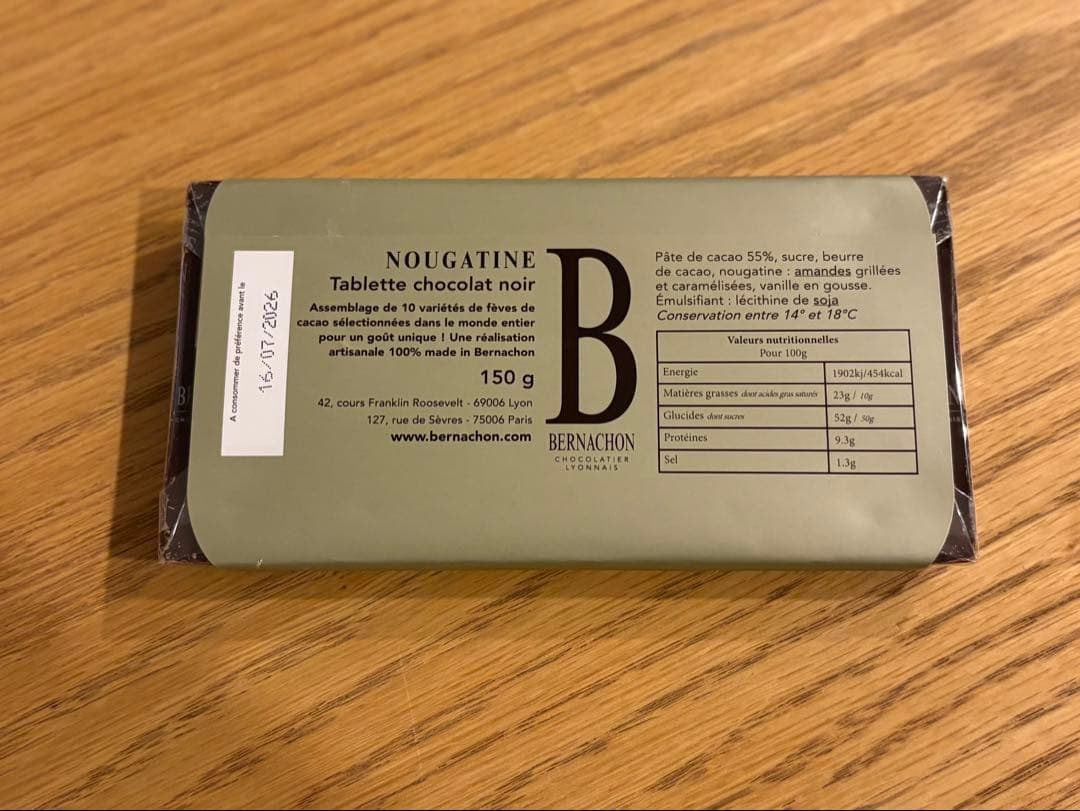 A consommer de préférence avant le
16/07/2026
NOUGATINE
Tablette chocolat noir
Assemblage de 10 variétés de fèves de
cacao sélectionnées dans le monde entier
pour un goût unique ! Une réalisation
artisanale 100% made in Bernachon
150 g
42, cours Franklin Roosevelt - 69006 Lyon
127, rue de Sèvres - 75006 Paris
www.bernachon.com
B
BERNACHON
CHOCOLATIER
LYONNAIS
Pâte de cacao 55%, sucre, beurre
de cacao, nougatine : amandes grillées
et caramélisées, vanille en gousse.
Émulsifiant : lécithine de soja
Conservation entre 14° et 18°C
Valeurs nutritionnelles
Pour 100g
Energie 1902kj/454kcal
Matières grasses dont acides gras saturés 23g / 10g
Glucides dont sucres 52g / 50g
Protéines 9.3g
Sel 1.3g
B